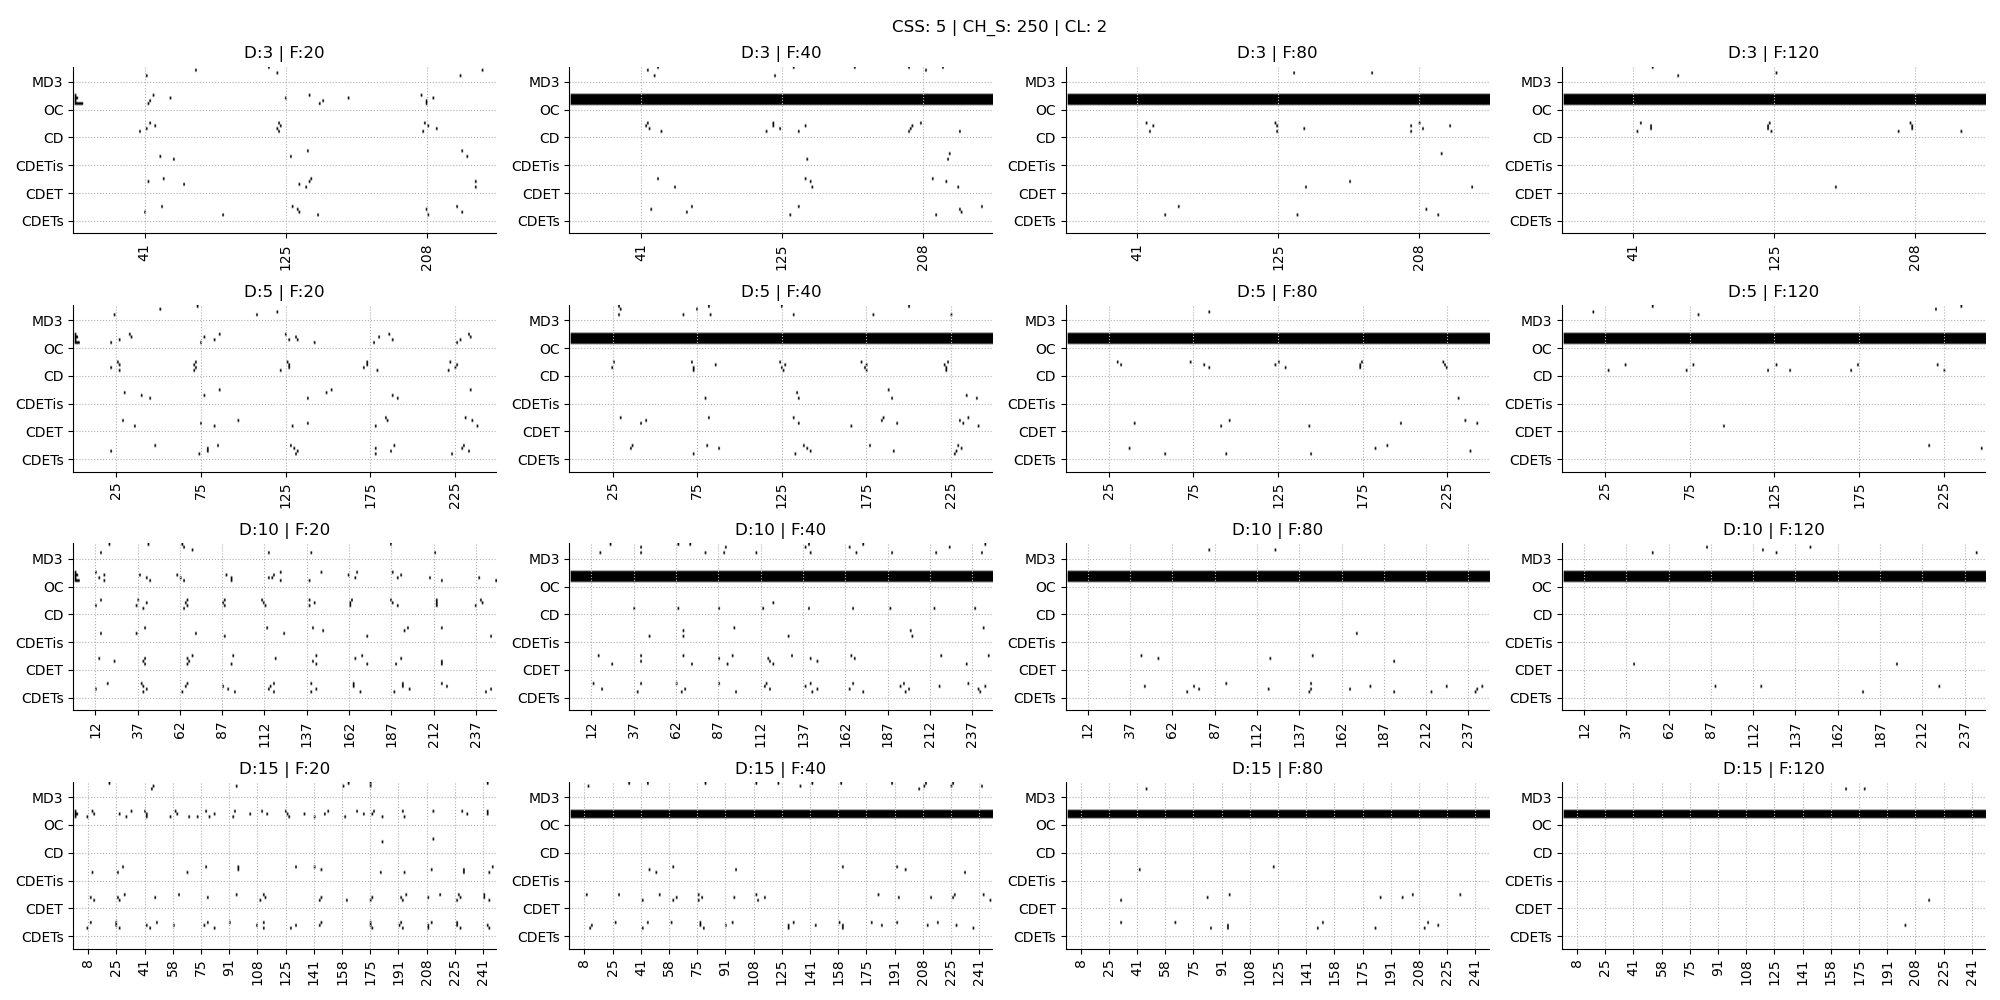 CSS: 5 | CH_S: 250 | CL: 2
D:3 | F:20
D:3 | F:40
D:3 | F:80
D:3 | F:120
MD3
OC
CD
CDETis
CDET
CDETs
41 125 208
MD3
OC
CD
CDETis
CDET
CDETs
41 125 208
MD3
OC
CD
CDETis
CDET
CDETs
41 125 208
MD3
OC
CD
CDETis
CDET
CDETs
41 125 208
D:5 | F:20
D:5 | F:40
D:5 | F:80
D:5 | F:120
MD3
OC
CD
CDETis
CDET
CDETs
25 75 125 175 225
MD3
OC
CD
CDETis
CDET
CDETs
25 75 125 175 225
MD3
OC
CD
CDETis
CDET
CDETs
25 75 125 175 225
MD3
OC
CD
CDETis
CDET
CDETs
25 75 125 175 225
D:10 | F:20
D:10 | F:40
D:10 | F:80
D:10 | F:120
MD3
OC
CD
CDETis
CDET
CDETs
12 37 62 87 112 137 162 187 212 237
MD3
OC
CD
CDETis
CDET
CDETs
12 37 62 87 112 137 162 187 212 237
MD3
OC
CD
CDETis
CDET
CDETs
12 37 62 87 112 137 162 187 212 237
MD3
OC
CD
CDETis
CDET
CDETs
12 37 62 87 112 137 162 187 212 237
D:15 | F:20
D:15 | F:40
D:15 | F:80
D:15 | F:120
MD3
OC
CD
CDETis
CDET
CDETs
8 25 41 58 75 91 108 125 141 158 175 191 208 225 241
MD3
OC
CD
CDETis
CDET
CDETs
8 25 41 58 75 91 108 125 141 158 175 191 208 225 241
MD3
OC
CD
CDETis
CDET
CDETs
8 25 41 58 75 91 108 125 141 158 175 191 208 225 241
MD3
OC
CD
CDETis
CDET
CDETs
8 25 41 58 75 91 108 125 141 158 175 191 208 225 241